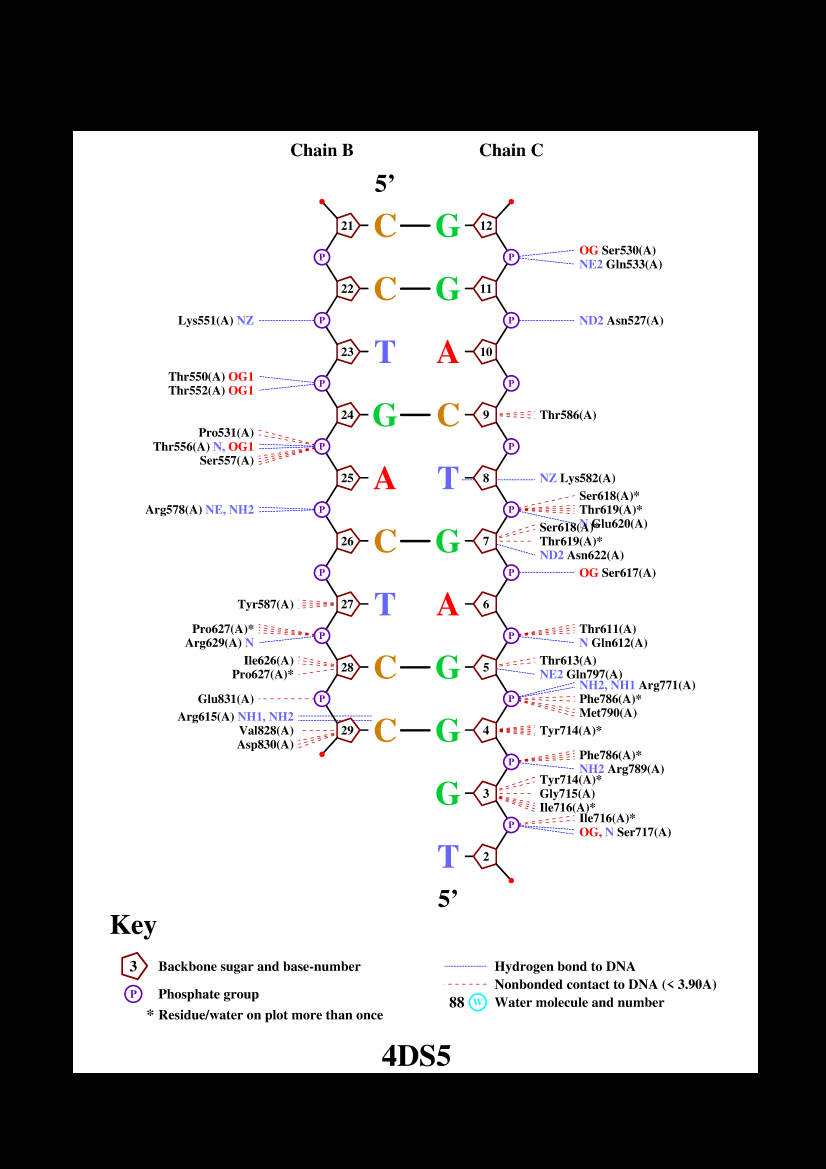 Chain B Chain C
5’
21 C G 12
P P OG Ser530(A)
NE2 Gln533(A)
22 C G 11
Lys551(A) NZ P P ND2 Asn527(A)
23 T A 10
Thr550(A) OG1 P P
Thr552(A) OG1
24 G C 9 Thr586(A)
Pro531(A)
Thr556(A) N, OG1 P P
Ser557(A)
25 A T 8 NZ Lys582(A)
Ser618(A)*
Arg578(A) NE, NH2 P P Thr619(A)*
N Glu620(A)
Ser618(A)*
26 C G 7 Thr619(A)*
ND2 Asn622(A)
P P OG Ser617(A)
Tyr587(A) 27 T A 6
Pro627(A)* P P Thr611(A)
Arg629(A) N N Gln612(A)
Ile626(A) 28 C G 5 Thr613(A)
Pro627(A)* NE2 Gln797(A)
NH2, NH1 Arg771(A)
Glu831(A) P P Phe786(A)*
Met790(A)
Arg615(A) NH1, NH2
Val828(A) 29 C G 4 Tyr714(A)*
Asp830(A)
Phe786(A)*
P NH2 Arg789(A)
Tyr714(A)*
G 3 Gly715(A)
Ile716(A)*
Ile716(A)*
P OG, N Ser717(A)
T 2
5’
Key
3 Backbone sugar and base-number
P Phosphate group
* Residue/water on plot more than once
Hydrogen bond to DNA
Nonbonded contact to DNA (< 3.90A)
88 W Water molecule and number
4DS5